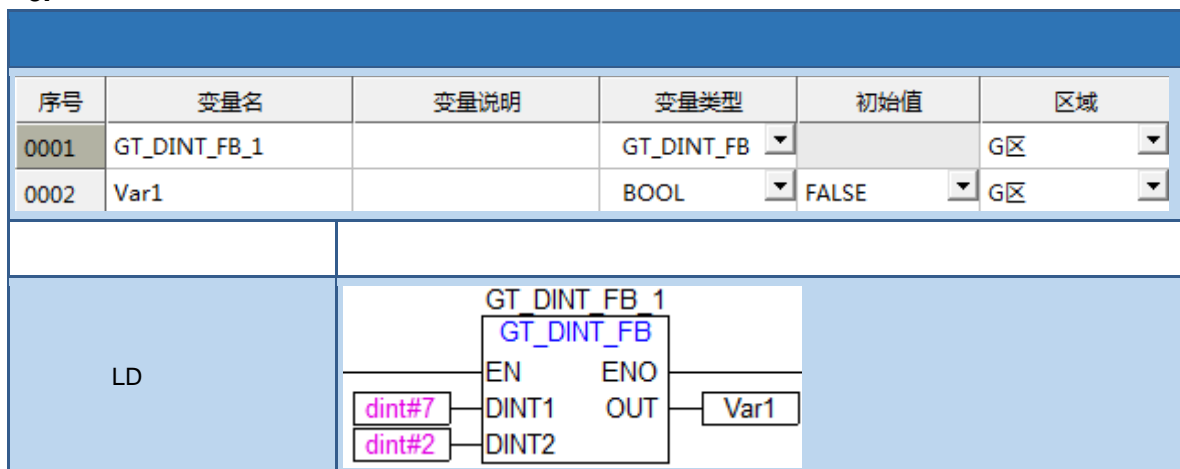 序号 变量名 变量说明 变量类型 初始值 区域
0001 GT_DINT_FB_1 GT_DINT_FB G区
0002 Var1 BOOL FALSE G区
GT_DINT_FB_1
GT_DINT_FB
LD
EN ENO
dint#7 DINT1 OUT Var1
dint#2 DINT2